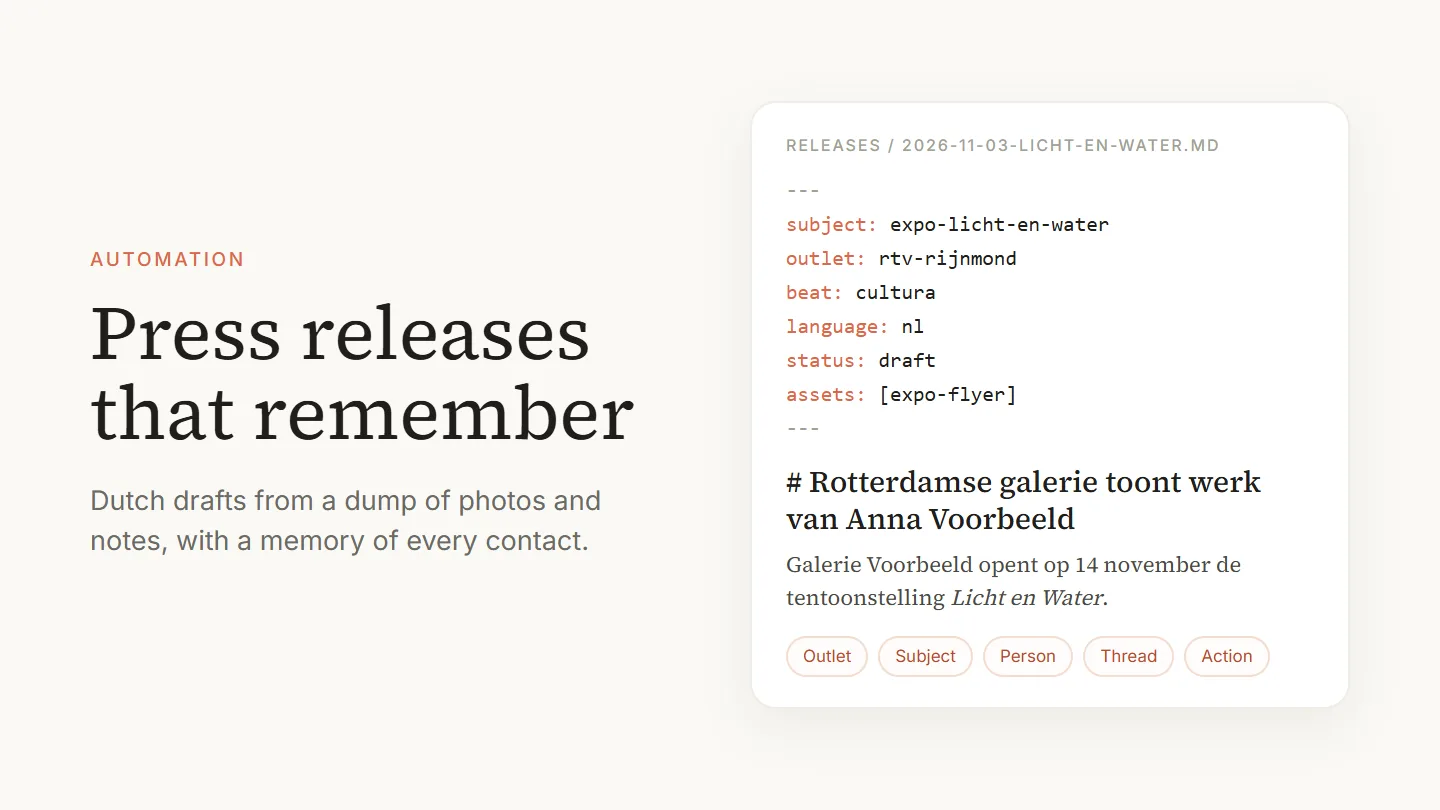 AUTOMATION
Press releases
that remember
Dutch drafts from a dump of photos and
notes, with a memory of every contact.
RELEASES / 2026-11-03-LICHT-EN-WATER.MD
---
subject: expo-licht-en-water
outlet: rtv-rijnmond
beat: cultura
language: nl
status: draft
assets: [expo-flyer]
---
# Rotterdamse galerie toont werk
van Anna Voorbeeld
Galerie Voorbeeld opent op 14 november de
tentoonstelling Licht en Water.
Outlet Subject Person Thread Action